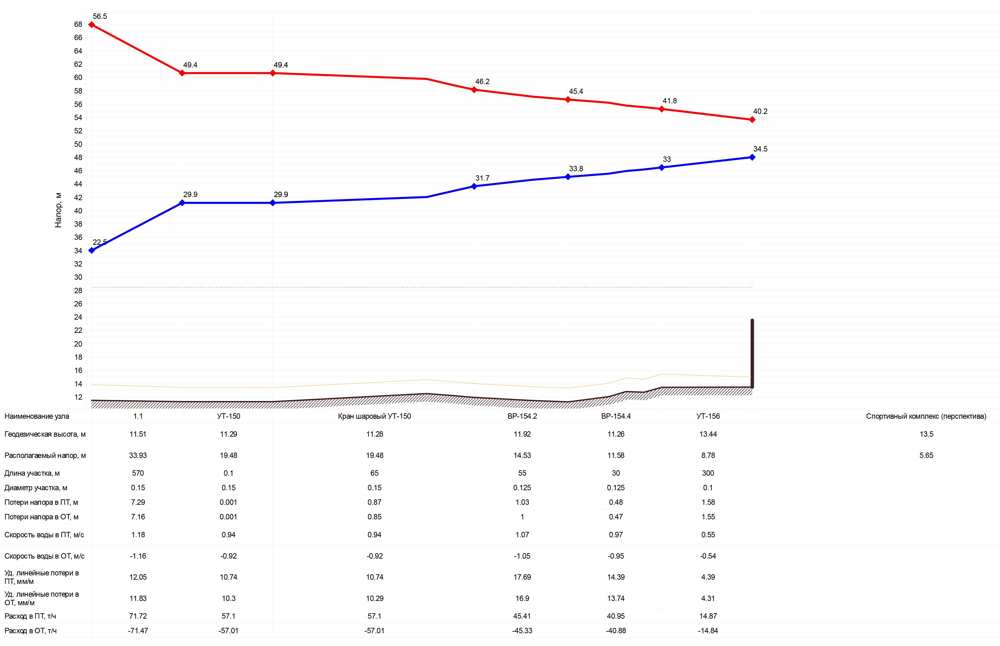 56.5
68
66
64
62
60
58
56
54
52
50
48
46
44
42
40
38
36
34
32
30
28
26
24
22
20
18
16
14
12
Напор, м
49.4
49.4
46.2
45.4
41.8
40.2
22.5
29.9
29.9
31.7
33.8
33
34.5
Наименование узла 1.1 УТ-150 Кран шаровый УТ-150 ВР-154.2 ВР-154.4 УТ-156 Спортивный комплекс (перспектива)
Геодезическая высота, м 11.51 11.29 11.28 11.92 11.26 13.44 13.5
Располагаемый напор, м 33.93 19.48 19.48 14.53 11.58 8.78 5.65
Длина участка, м 570 0.1 65 55 30 300
Диаметр участка, м 0.15 0.15 0.15 0.125 0.125 0.1
Потери напора в ПТ, м 7.29 0.001 0.87 1.03 0.48 1.58
Потери напора в ОТ, м 7.16 0.001 0.85 1 0.47 1.55
Скорость воды в ПТ, м/с 1.18 0.94 0.94 1.07 0.97 0.55
Скорость воды в ОТ, м/с -1.16 -0.92 -0.92 -1.05 -0.95 -0.54
Уд. линейные потери в
ПТ, мм/м 12.05 10.74 10.74 17.69 14.39 4.39
Уд. линейные потери в
ОТ, мм/м 11.83 10.3 10.29 16.9 13.74 4.31
Расход в ПТ, т/ч 71.72 57.1 57.1 45.41 40.95 14.87
Расход в ОТ, т/ч -71.47 -57.01 -57.01 -45.33 -40.88 -14.84